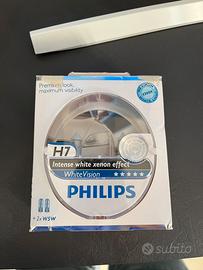 Premium look,
maximum visibility
H7
Intense white xenon effect
WhiteVision
PHILIPS
+ 2x W5W
subito